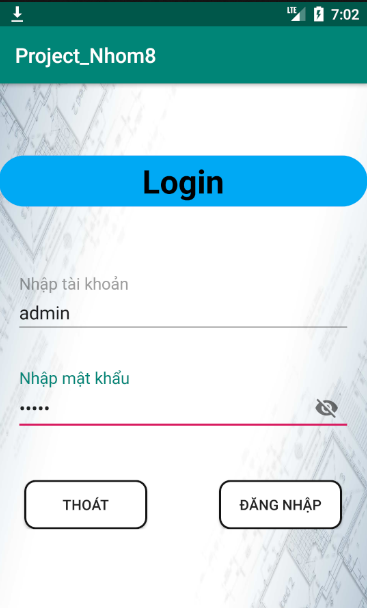 LTE 7:02
Project_Nhom8
Login
Nhập tài khoản
admin
Nhập mật khẩu
•••••
THOÁT
ĐĂNG NHẬP